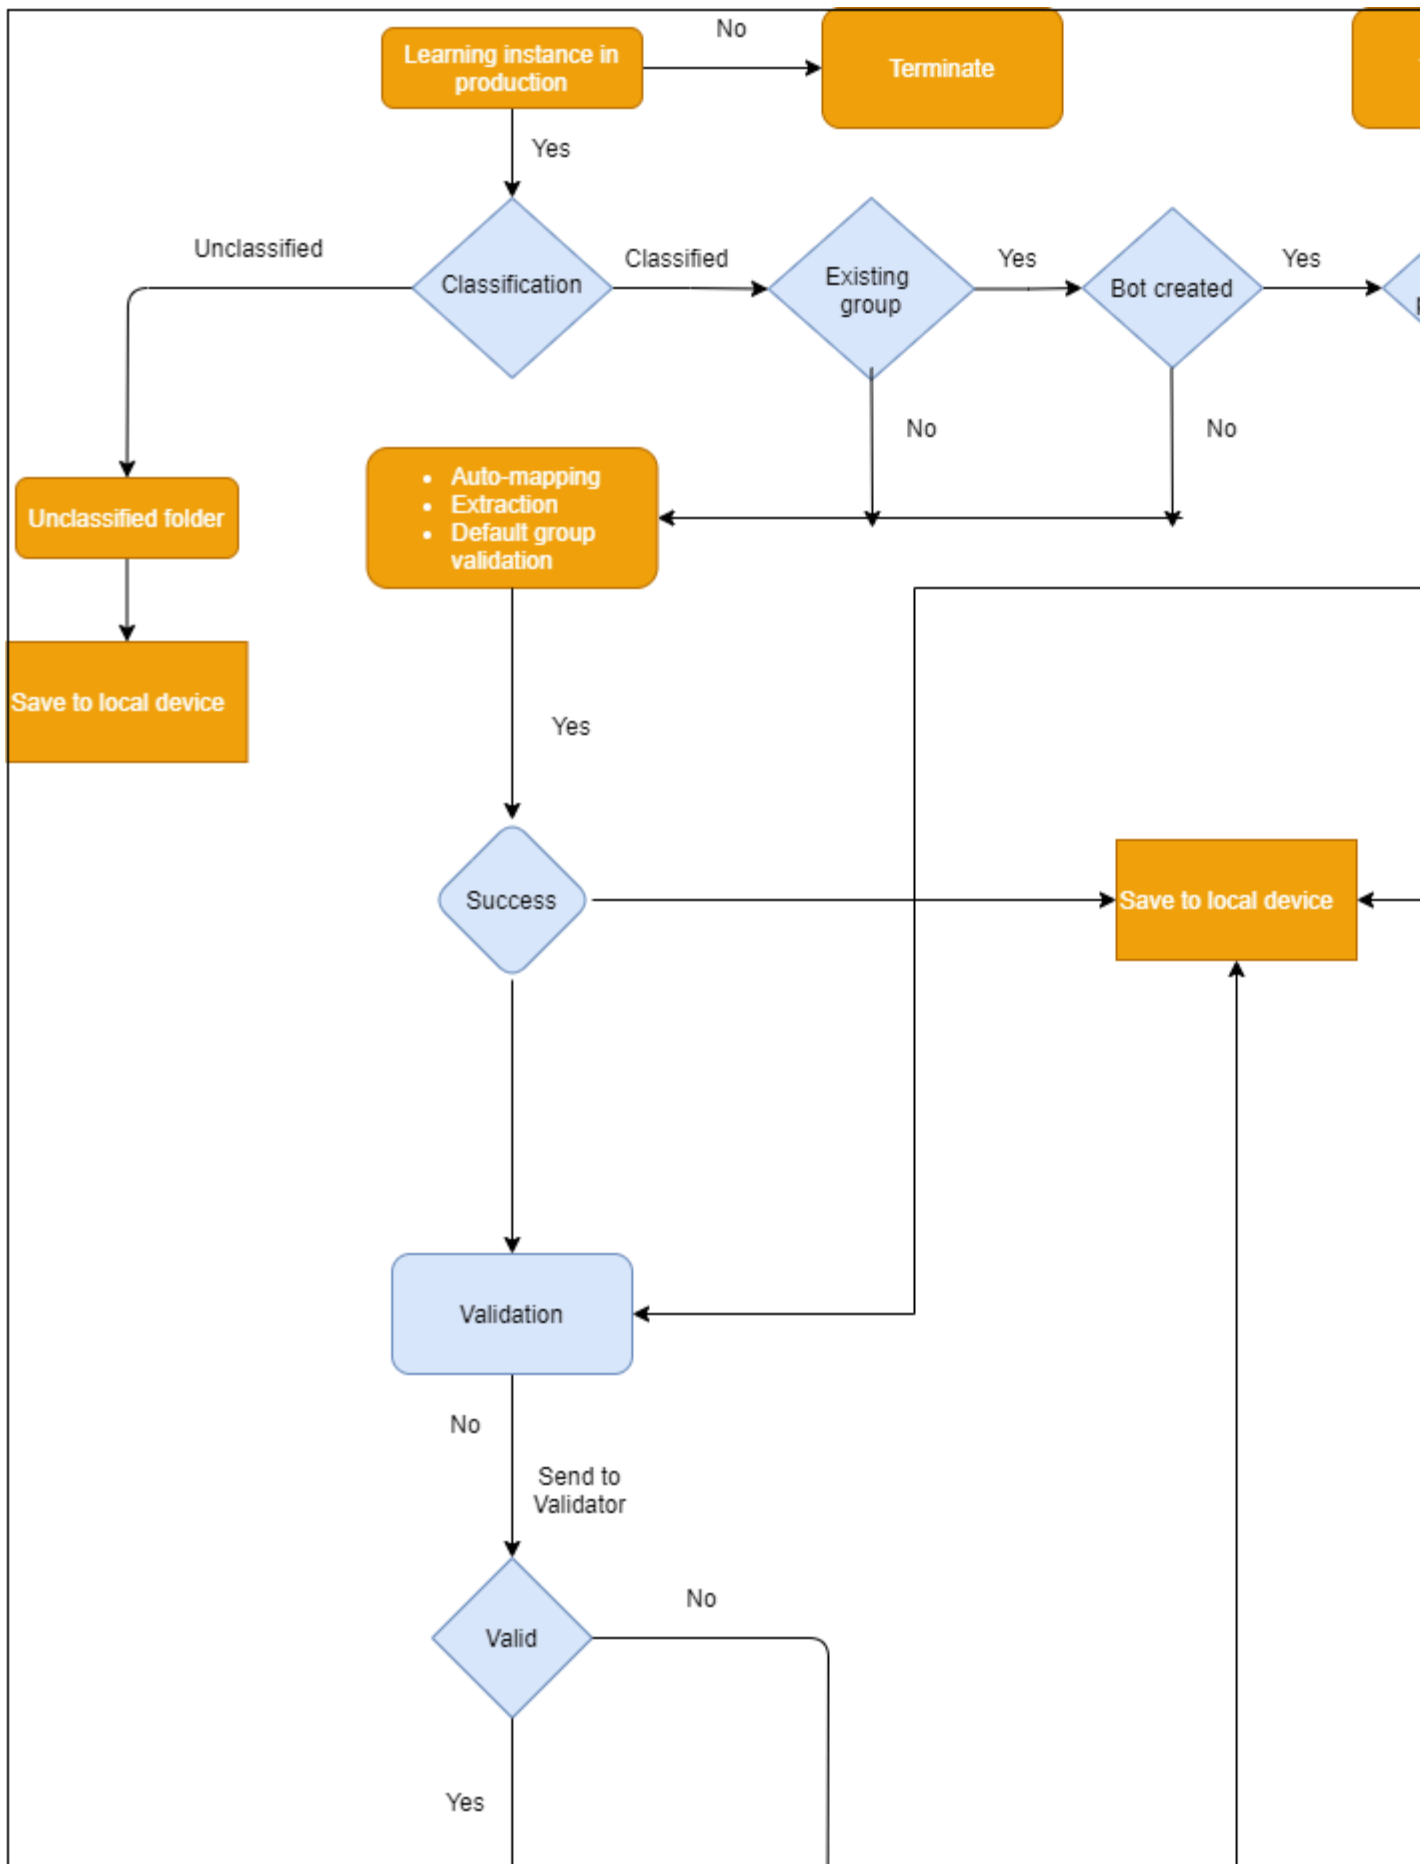 No
Learning instance in
production
Terminate
Yes
Unclassified
Classification
Classified
Existing
group
Yes
Bot created
Yes
No
No
• Auto-mapping
• Extraction
• Default group
validation
Unclassified folder
Save to local device
Yes
Success
Save to local device
Validation
No
Send to
Validator
Valid
No
Yes